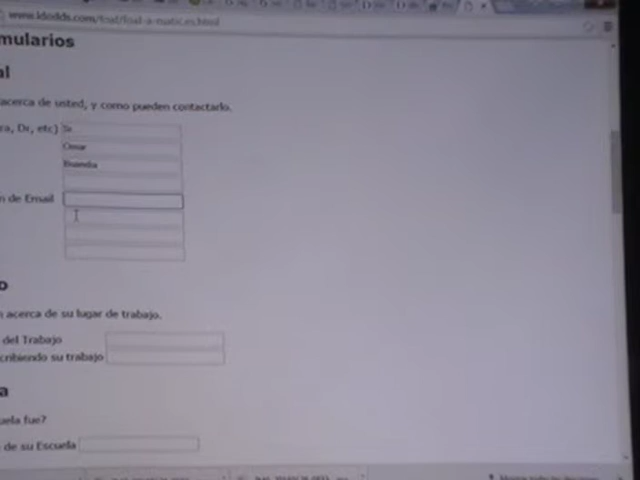 www.ldodds.com/foaf/foaf-a-matic.es.html
mularios
al
acerca de usted, y como pueden contactarlo.
ra, Dr, etc) Sr
Omar
n de Email
o
n acerca de su lugar de trabajo.
del Trabajo
cribiendo su trabajo
a
uela fue?
de su Escuela